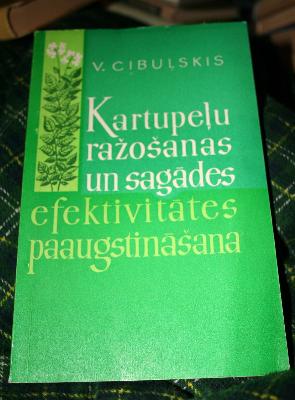 V. CIBUĻSKIS
Kartupeļu
ražošanas
un sagādes
efektivitātes
paaugstināšana